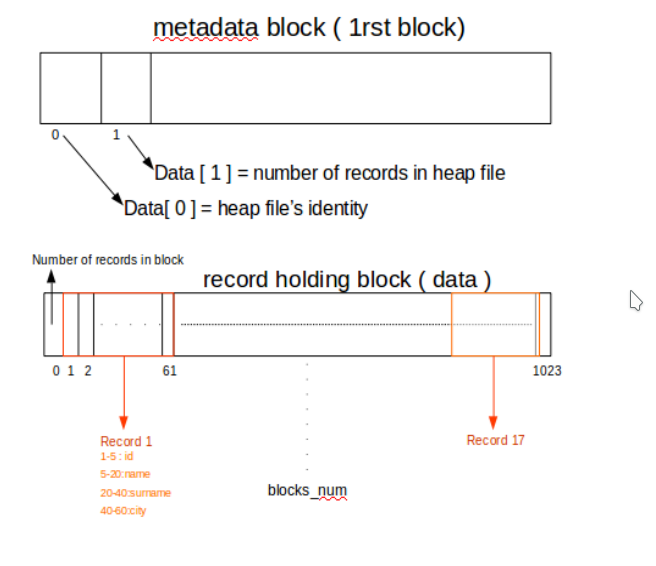 metadata block ( 1rst block)
0 1
Data [ 1 ] = number of records in heap file
Data[ 0 ] = heap file's identity
Number of records in block
record holding block ( data )
0 1 2 61 1023
Record 1
1-5 : id
5-20:name
20-40:surname
40-60:city
Record 17
blocks_num